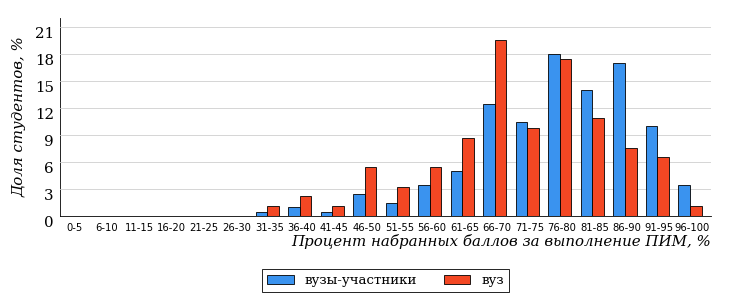 Доля студентов, %
21
18
15
12
9
6
3
0
0-5 6-10 11-15 16-20 21-25 26-30 31-35 36-40 41-45 46-50 51-55 56-60 61-65 66-70 71-75 76-80 81-85 86-90 91-95 96-100
Процент набранных баллов за выполнение ПИМ, %
вузы-участники вуз